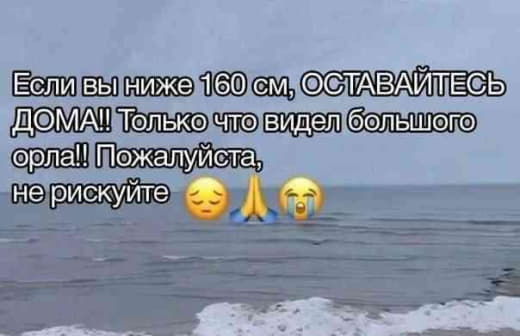 Если вы ниже 160 см, ОСТАВАЙТЕСЬ
ДОМА!! Только что видел большого
орла!! Пожалуйста,
не рискуйте 😔🙏😭